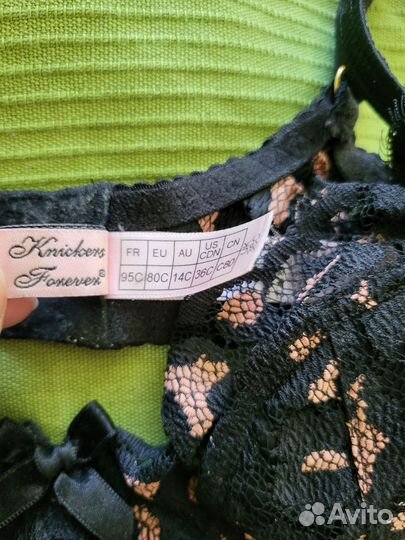 Knickers
Forever®
FR EU AU US CDN CN
95C 80C 14C 36C C80
Avito